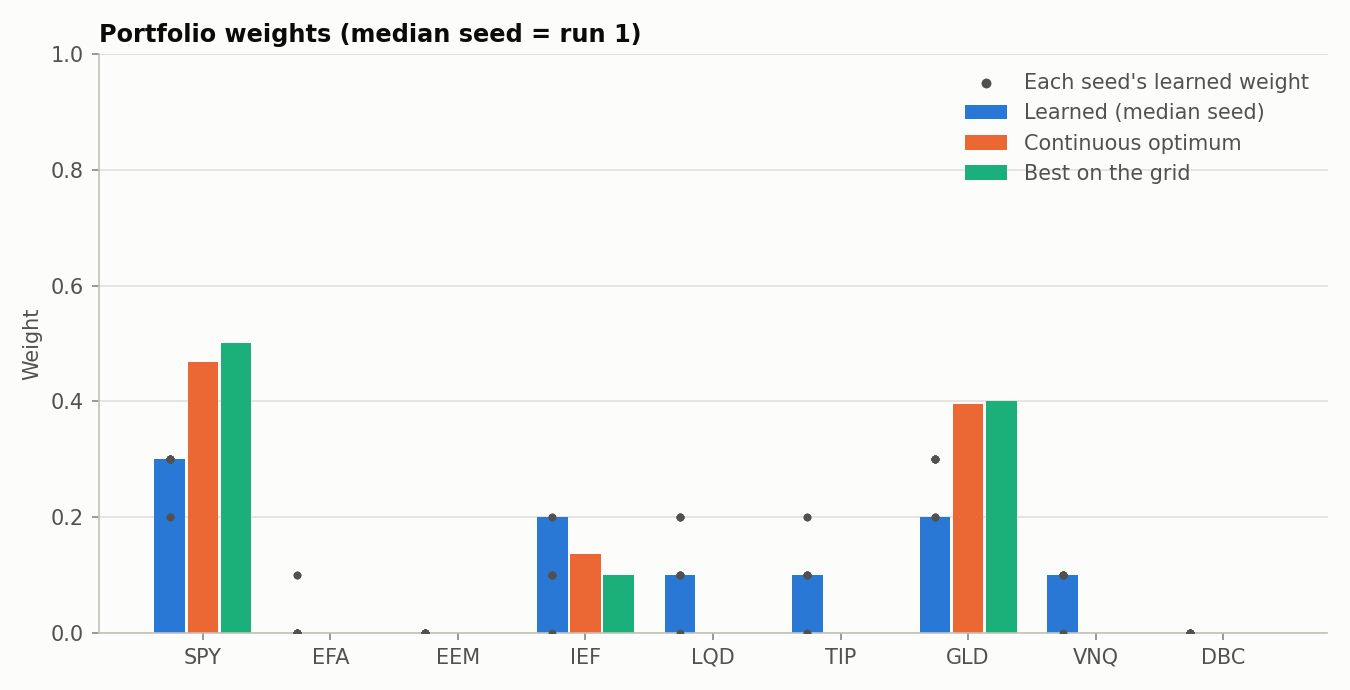 Portfolio weights (median seed = run 1)
1.0
0.8
0.6
0.4
0.2
0.0
Weight
Each seed's learned weight
Learned (median seed)
Continuous optimum
Best on the grid
SPY EFA EEM IEF LQD TIP GLD VNQ DBC